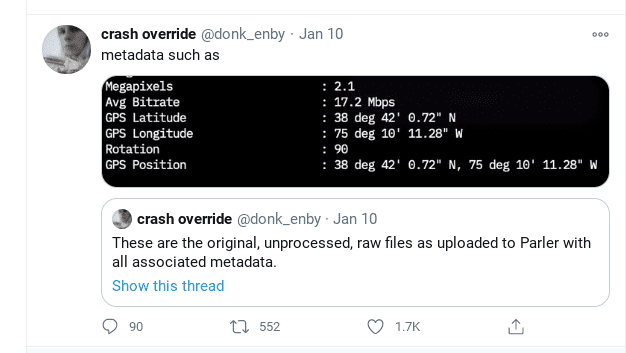 crash override @donk_enby · Jan 10
metadata such as
Megapixels : 2.1
Avg Bitrate : 17.2 Mbps
GPS Latitude : 38 deg 42' 0.72" N
GPS Longitude : 75 deg 10' 11.28" W
Rotation : 90
GPS Position : 38 deg 42' 0.72" N, 75 deg 10' 11.28" W
crash override @donk_enby · Jan 10
These are the original, unprocessed, raw files as uploaded to Parler with
all associated metadata.
Show this thread
90 552 1.7K